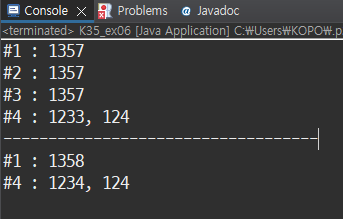 Console Problems Javadoc
<terminated> K35_ex06 [Java Application] C:₩Users₩KOPO₩.p
#1 : 1357
#2 : 1357
#3 : 1357
#4 : 1233, 124
-----------------------------------
#1 : 1358
#4 : 1234, 124